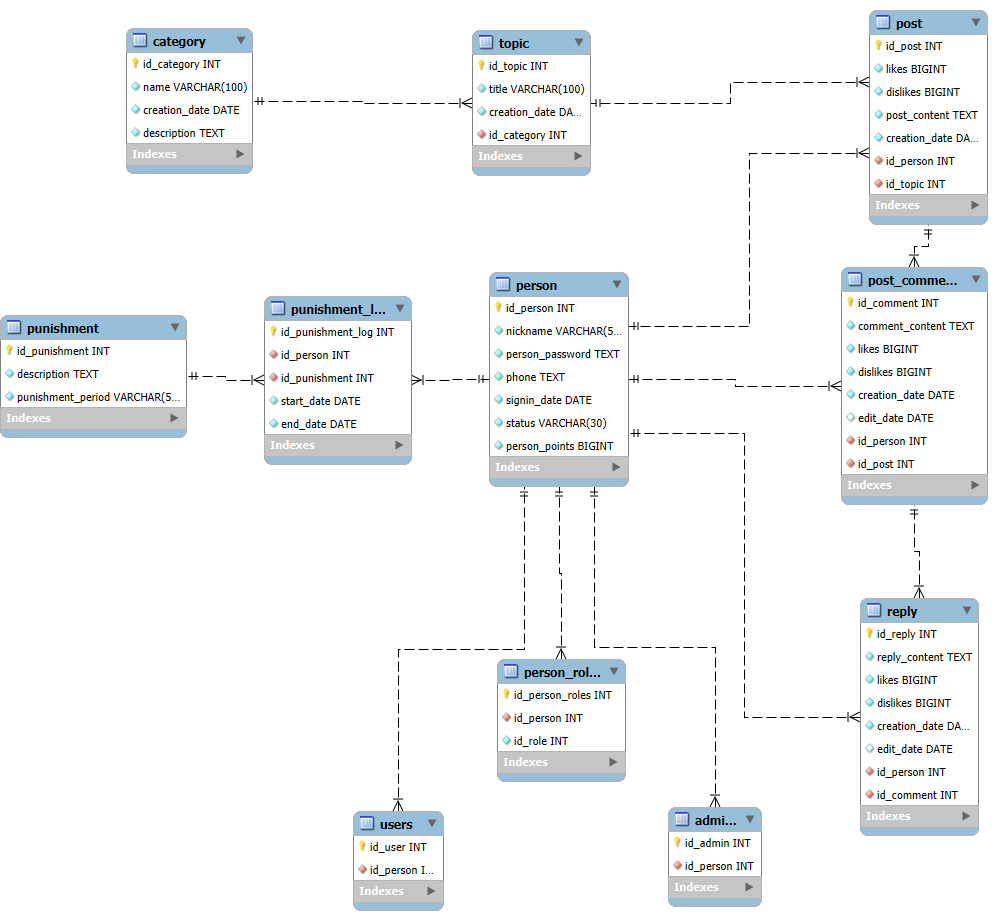 category
id_category INT
name VARCHAR(100)
creation_date DATE
description TEXT
Indexes
topic
id_topic INT
title VARCHAR(100)
creation_date DA...
id_category INT
Indexes
post
id_post INT
likes BIGINT
dislikes BIGINT
post_content TEXT
creation_date DA...
id_person INT
id_topic INT
Indexes
punishment
id_punishment INT
description TEXT
punishment_period VARCHAR(5...
Indexes
punishment_l...
id_punishment_log INT
id_person INT
id_punishment INT
start_date DATE
end_date DATE
Indexes
person
id_person INT
nickname VARCHAR(5...
person_password TEXT
phone TEXT
signin_date DATE
status VARCHAR(30)
person_points BIGINT
Indexes
post_comme...
id_comment INT
comment_content TEXT
likes BIGINT
dislikes BIGINT
creation_date DATE
edit_date DATE
id_person INT
id_post INT
Indexes
reply
id_reply INT
reply_content TEXT
likes BIGINT
dislikes BIGINT
creation_date DA...
edit_date DATE
id_person INT
id_comment INT
Indexes
person_rol...
id_person_roles INT
id_person INT
id_role INT
Indexes
users
id_user INT
id_person I...
Indexes
admi...
id_admin INT
id_person INT
Indexes